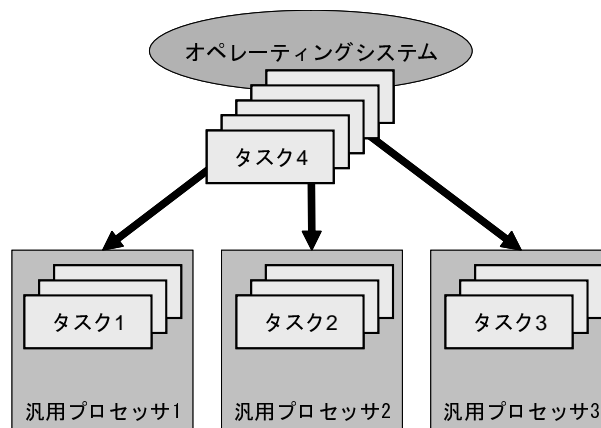 オペレーティングシステム
タスク4
タスク1
タスク2
タスク3
汎用プロセッサ1
汎用プロセッサ2
汎用プロセッサ3